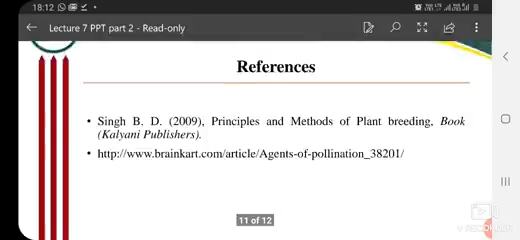 18:12
Lecture 7 PPT part 2 - Read-only
References
• Singh B. D. (2009), Principles and Methods of Plant breeding, Book
(Kalyani Publishers).
• http://www.brainkart.com/article/Agents-of-pollination_38201/
11 of 12